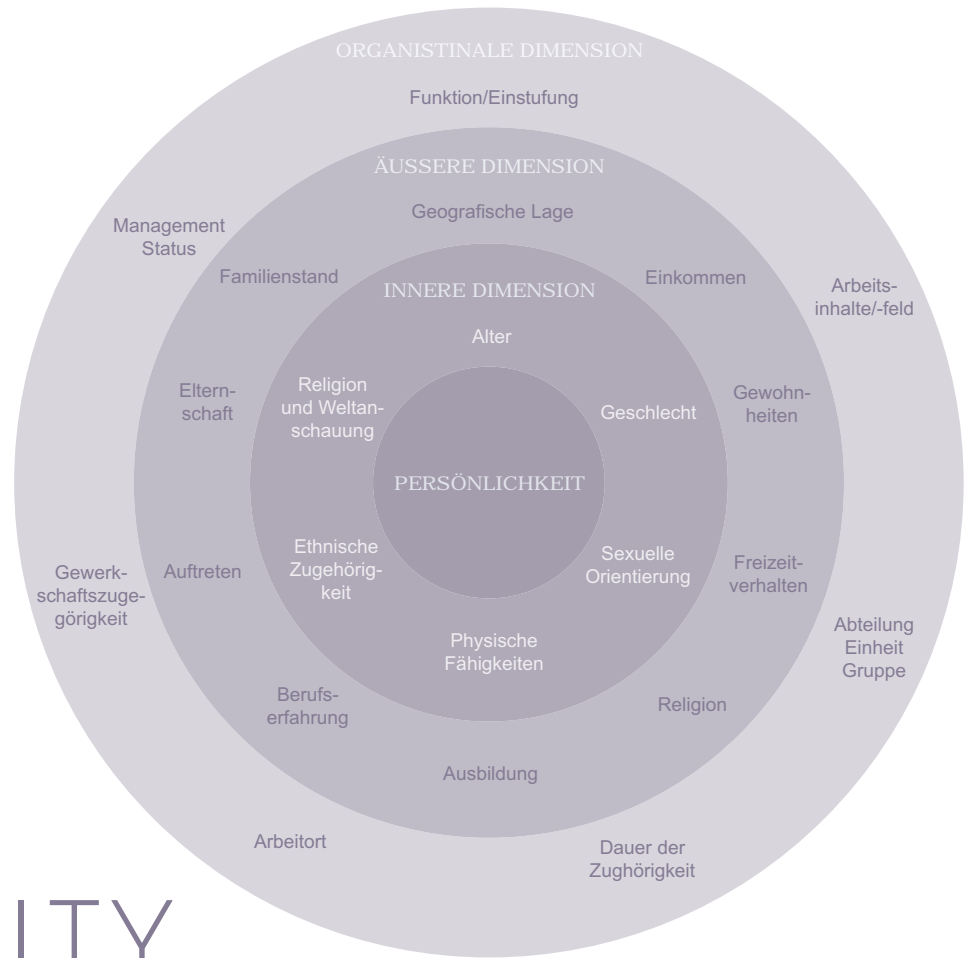 ORGANISTINALE DIMENSION
Funktion/Einstufung
ÄUSSERE DIMENSION
Geografische Lage
Management
Status
Familienstand
Einkommen
Arbeits-
inhalte/-feld
INNERE DIMENSION
Alter
Eltern-
schaft
Religion
und Weltan-
schauung
Geschlecht
Gewohn-
heiten
PERSÖNLICHKEIT
Gewerk-
schaftszuge-
görigkeit
Auftreten
Ethnische
Zugehörig-
keit
Sexuelle
Orientierung
Freizeit-
verhalten
Abteilung
Einheit
Gruppe
Physische
Fähigkeiten
Berufs-
erfahrung
Religion
Ausbildung
Arbeitort
Dauer der
Zughörigkeit
ITY